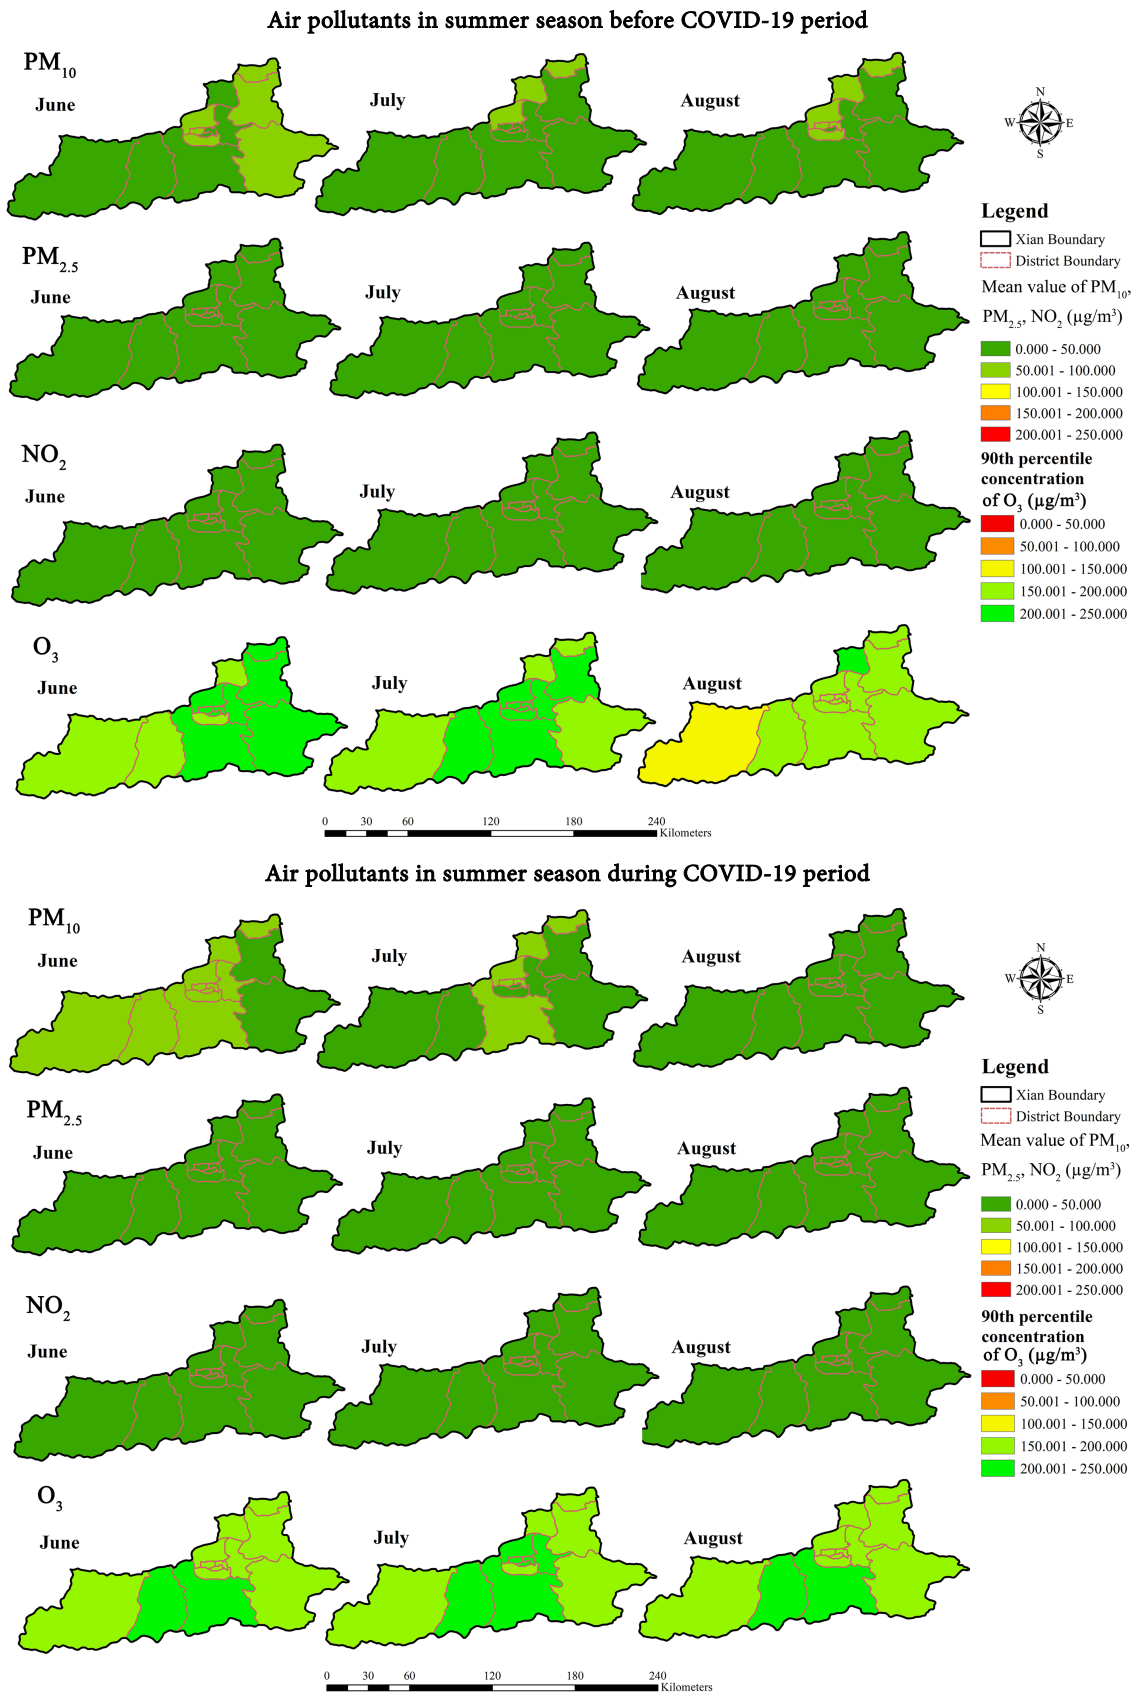 Air pollutants in summer season before COVID-19 period
PM10
June
July
August
N
W E
S
PM2.5
June
July
August
NO2
June
July
August
O3
June
July
August
Legend
Xian Boundary
District Boundary
Mean value of PM10,
PM2.5, NO2 (µg/m³)
0.000 - 50.000
50.001 - 100.000
100.001 - 150.000
150.001 - 200.000
200.001 - 250.000
90th percentile
concentration
of O3 (µg/m³)
0.000 - 50.000
50.001 - 100.000
100.001 - 150.000
150.001 - 200.000
200.001 - 250.000
0 30 60 120 180 240
Kilometers
Air pollutants in summer season during COVID-19 period
PM10
June
July
August
N
W E
S
PM2.5
June
July
August
NO2
June
July
August
O3
June
July
August
Legend
Xian Boundary
District Boundary
Mean value of PM10,
PM2.5, NO2 (µg/m³)
0.000 - 50.000
50.001 - 100.000
100.001 - 150.000
150.001 - 200.000
200.001 - 250.000
90th percentile
concentration
of O3 (µg/m³)
0.000 - 50.000
50.001 - 100.000
100.001 - 150.000
150.001 - 200.000
200.001 - 250.000
0 30 60 120 180 240
Kilometers